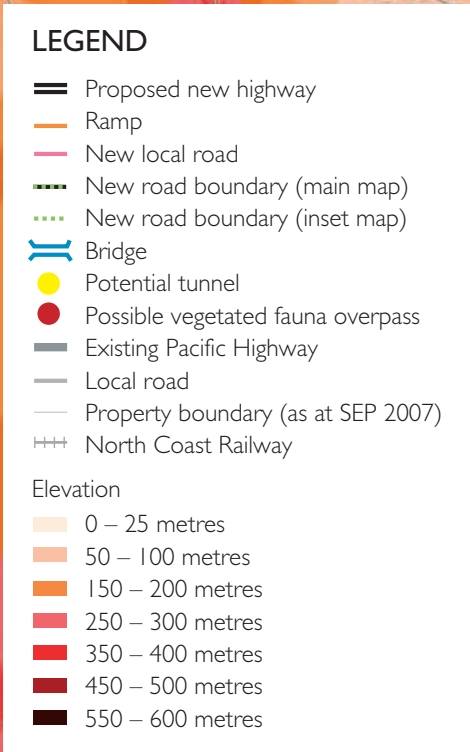 LEGEND
Proposed new highway
Ramp
New local road
New road boundary (main map)
New road boundary (inset map)
Bridge
Potential tunnel
Possible vegetated fauna overpass
Existing Pacific Highway
Local road
Property boundary (as at SEP 2007)
North Coast Railway
Elevation
0 – 25 metres
50 – 100 metres
150 – 200 metres
250 – 300 metres
350 – 400 metres
450 – 500 metres
550 – 600 metres